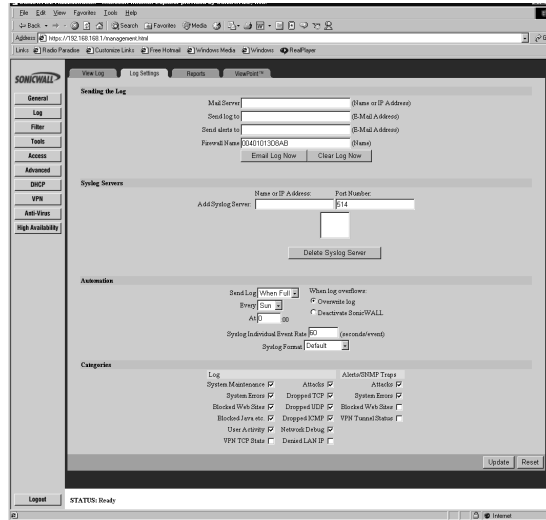 File Edit View Favorites Tools Help
Back Search Favorites Media
Address https://192.168.168.1/management.html
Links Radio Paradise Customize Links Free Hotmail Windows Media Windows RealPlayer
SONICWALL
View Log Log Settings Reports ViewPoint™
General
Log
Filter
Tools
Access
Advanced
DHCP
VPN
Anti-Virus
High Availability
Logout
Sending the Log
Mail Server (Name or IP Address)
Send log to (E-Mail Address)
Send alerts to (E-Mail Address)
Firewall Name 00401013D8AB (Name)
Email Log Now Clear Log Now
Syslog Servers
Name or IP Address: Port Number:
Add Syslog Server: 514
Delete Syslog Server
Automation
Send Log When Full When log overflows:
Every Sun Overwrite log
At 0 :00 Deactivate SonicWALL
Syslog Individual Event Rate 60 (seconds/event)
Syslog Format Default
Categories
Log Alerts/SNMP Traps
System Maintenance Attacks Attacks
System Errors Dropped TCP System Errors
Blocked Web Sites Dropped UDP Blocked Web Sites
Blocked Java etc. Dropped ICMP VPN Tunnel Status
User Activity Network Debug
VPN TCP Stats Denied LAN IP
Update Reset
STATUS: Ready
Internet